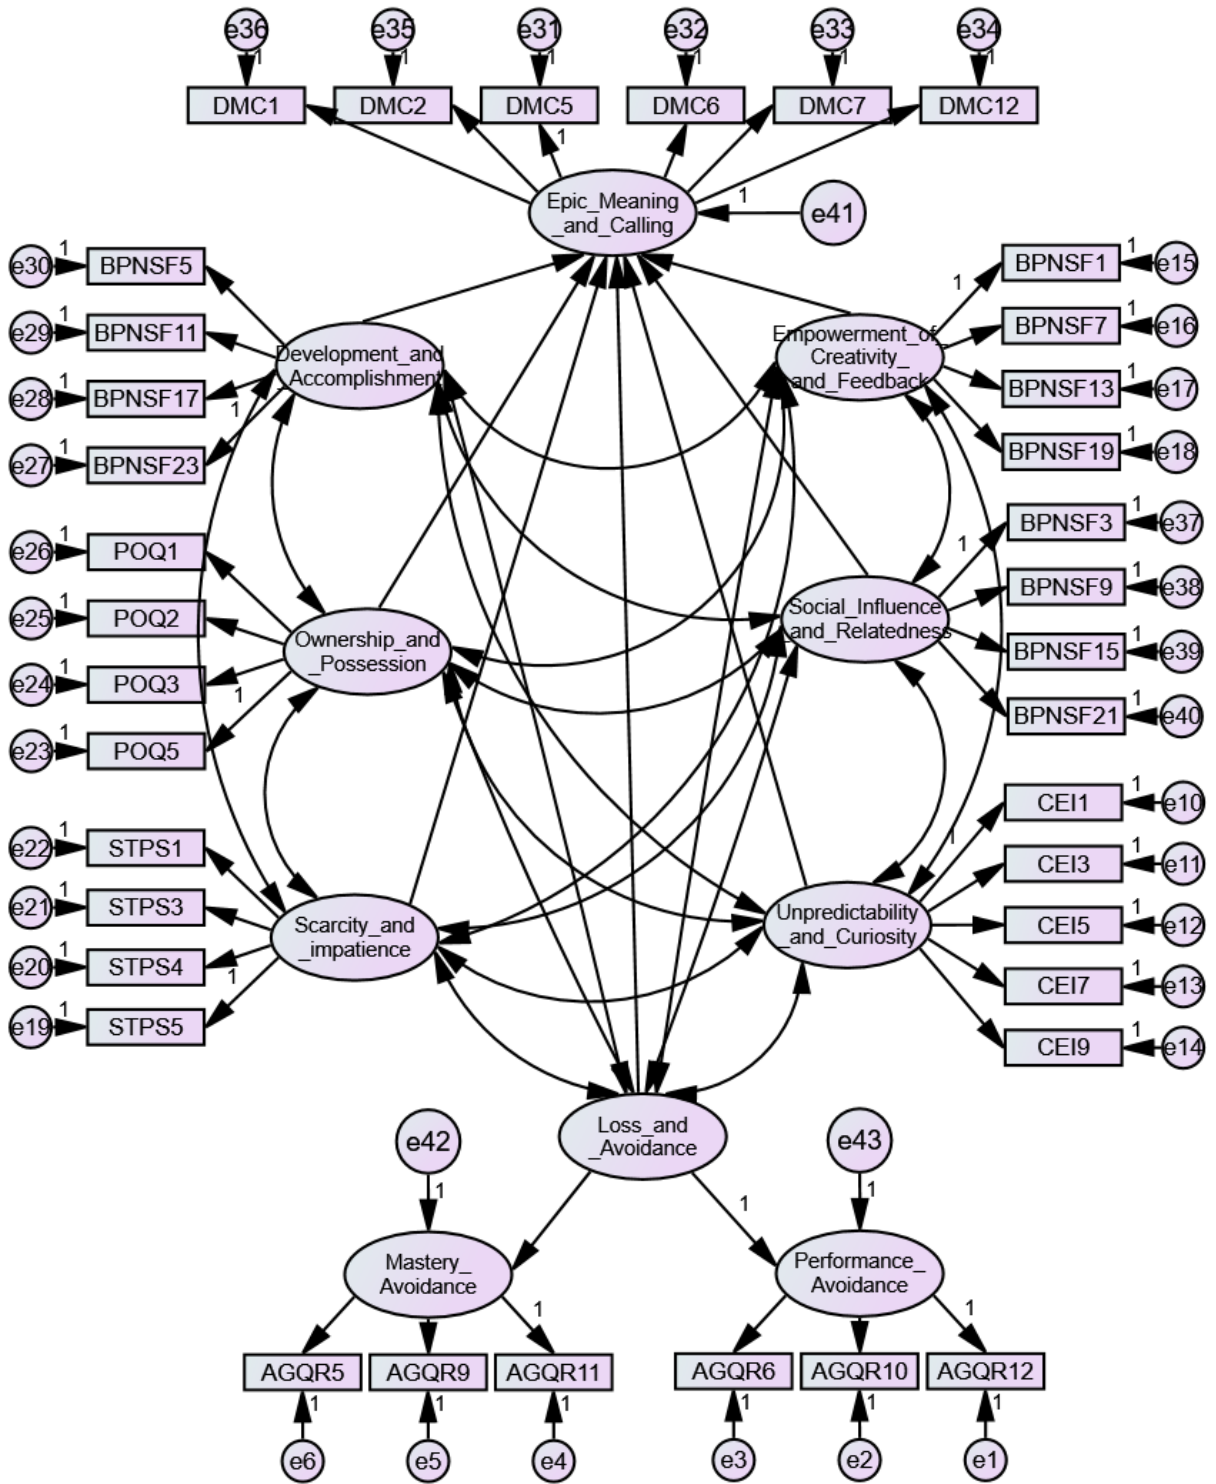 e36
e35
e31
e32
e33
e34
1
1
1
1
1
1
DMC1
DMC2
DMC5
DMC6
DMC7
DMC12
1
Epic_Meaning
_and_Calling
1
e41
e30
1
BPNSF5
e29
1
BPNSF11
e28
1
BPNSF17
1
e27
1
BPNSF23
Development_and
Accomplishment
Empowerment_of_
Creativity_
and_Feedback
1
BPNSF1
1
e15
BPNSF7
1
e16
BPNSF13
1
e17
BPNSF19
1
e18
e26
1
POQ1
e25
1
POQ2
e24
1
POQ3
1
e23
1
POQ5
Ownership_and
_Possession
Social_Influence
_and_Relatedness
1
BPNSF3
1
e37
BPNSF9
1
e38
BPNSF15
1
e39
BPNSF21
1
e40
e22
1
STPS1
e21
1
STPS3
e20
1
STPS4
1
e19
1
STPS5
Scarcity_and
_impatience
Unpredictability
_and_Curiosity
1
CEI1
1
e10
CEI3
1
e11
CEI5
1
e12
CEI7
1
e13
CEI9
1
e14
Loss_and
_Avoidance
e42
1
e43
1
1
Mastery_
Avoidance
Performance_
Avoidance
1
1
AGQR5
AGQR9
AGQR11
AGQR6
AGQR10
AGQR12
1
1
1
1
1
1
e6
e5
e4
e3
e2
e1